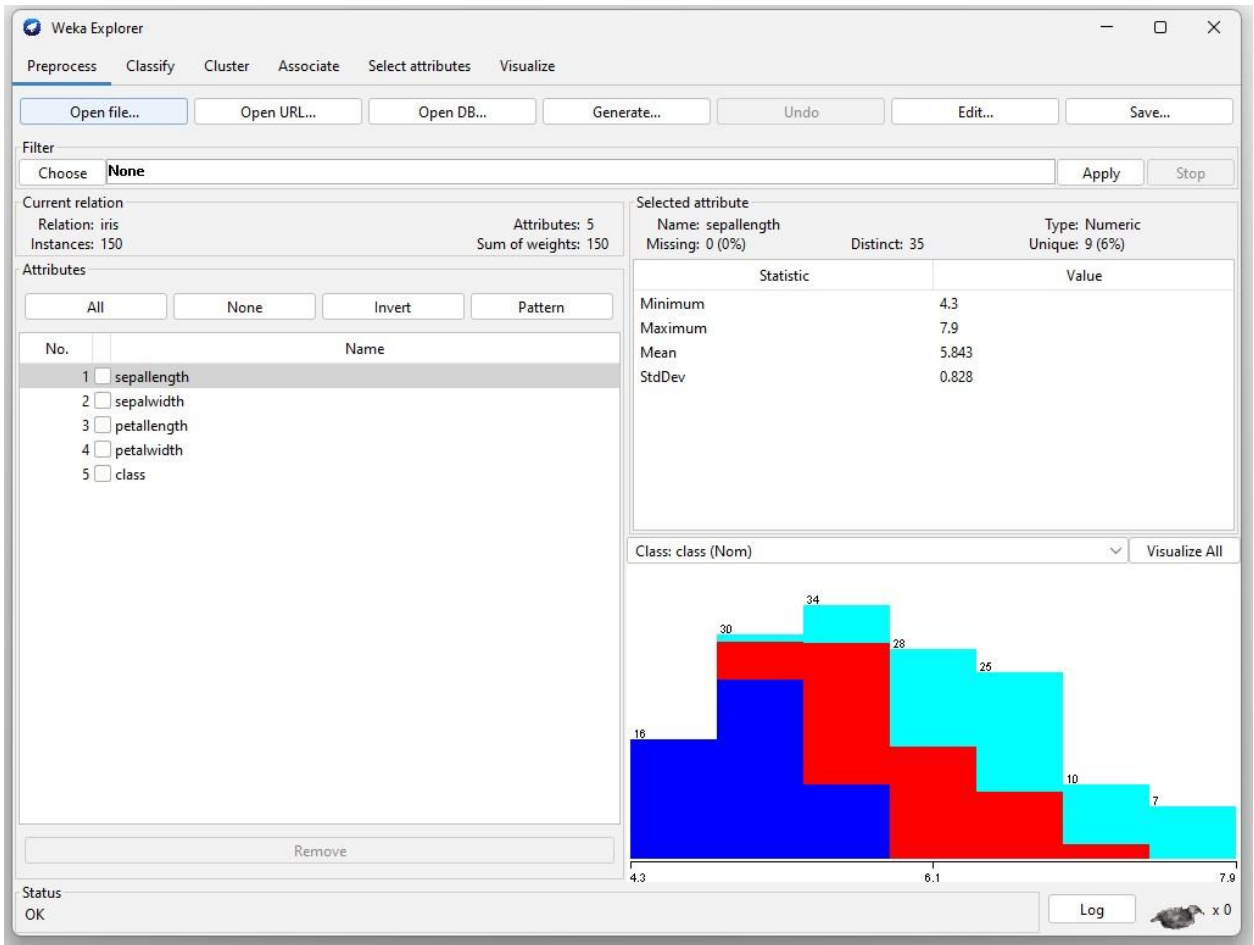 Weka Explorer
Preprocess Classify Cluster Associate Select attributes Visualize
Open file... Open URL... Open DB... Generate... Undo Edit... Save...
Filter
Choose None Apply Stop
Current relation
Relation: iris Attributes: 5
Instances: 150 Sum of weights: 150
Attributes
All None Invert Pattern
No. Name
1 sepallength
2 sepalwidth
3 petallength
4 petalwidth
5 class
Remove
Selected attribute
Name: sepallength Type: Numeric
Missing: 0 (0%) Distinct: 35 Unique: 9 (6%)
Statistic Value
Minimum 4.3
Maximum 7.9
Mean 5.843
StdDev 0.828
Class: class (Nom) Visualize All
34
30
28
25
16
10
7
4.3 6.1 7.9
Status
OK
Log x 0